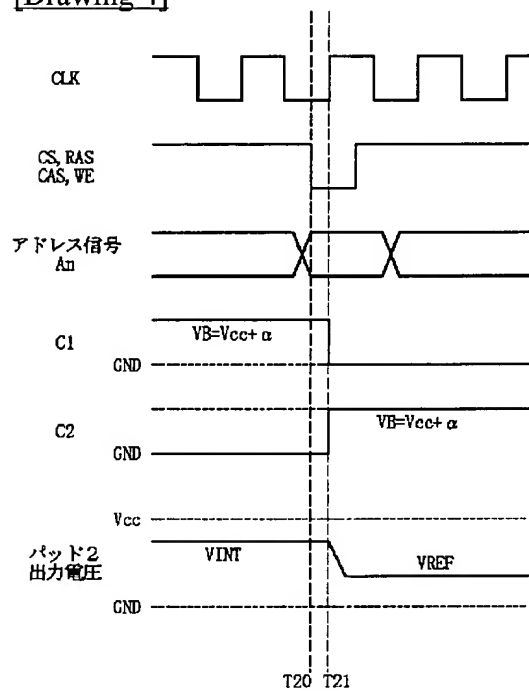 [Drawing 4]
CLK
CS, RAS
CAS, WE
アドレス信号
An
C1
VB=Vcc+α
GND
C2
VB=Vcc+α
GND
Vcc
パッド2
出力電圧
VINT
VREF
GND
T20 T21